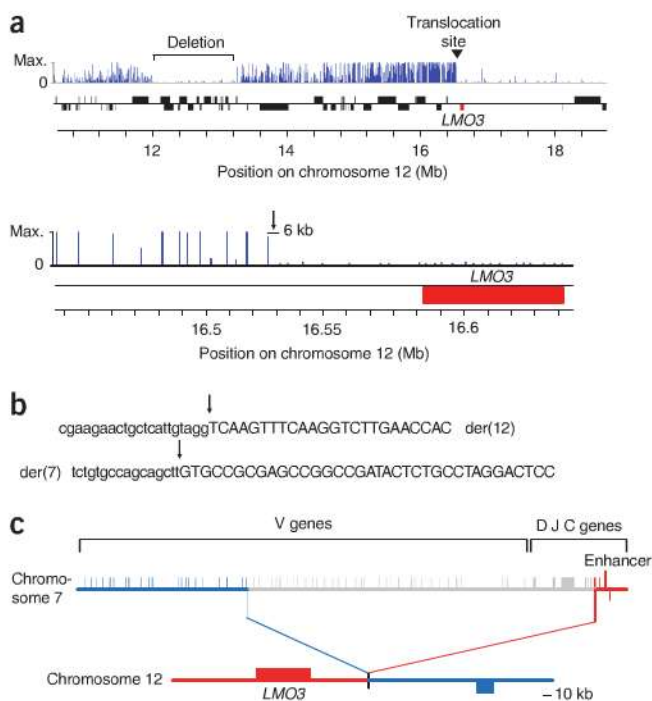 a
Translocation
site
Deletion
Max.
0
LMO3
12 14 16 18
Position on chromosome 12 (Mb)
Max.
0
6 kb
LMO3
16.5 16.55 16.6
Position on chromosome 12 (Mb)
b
cgaagaactgctcattgtaggTCAAGTTTCAAGGTCTTGAACCAC der(12)
der(7) tctgtgccagcagcttGTGCCGCGAGCCGGCCGATACTCTGCCTAGGACTCC
c
V genes
D J C genes
Enhancer
Chromo-
some 7
Chromosome 12
LMO3
10 kb